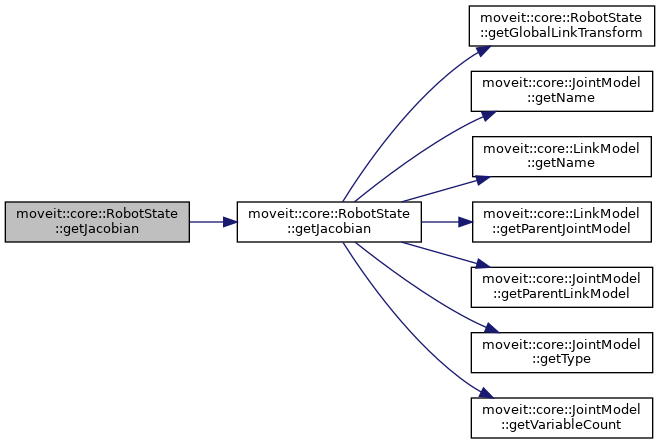 moveit::core::RobotState
::getJacobian
moveit::core::RobotState
::getJacobian
moveit::core::RobotState
::getGlobalLinkTransform
moveit::core::JointModel
::getName
moveit::core::LinkModel
::getName
moveit::core::LinkModel
::getParentJointModel
moveit::core::JointModel
::getParentLinkModel
moveit::core::JointModel
::getType
moveit::core::JointModel
::getVariableCount